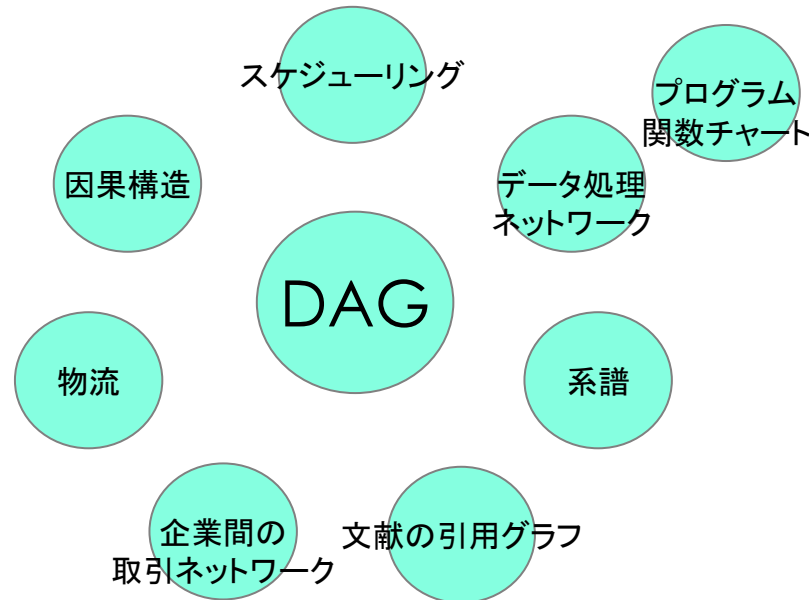 スケジューリング
プログラム
関数チャート
因果構造
データ処理
ネットワーク
DAG
物流
系譜
企業間の
取引ネットワーク
文献の引用グラフ